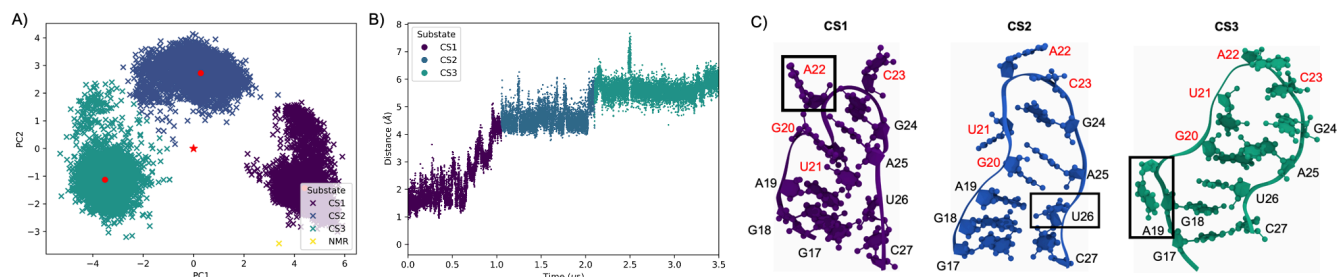 A)
4
3
2
1
0
−1
−2
−3
PC2
−4
−2
0
2
4
6
PC1
Substate
CS1
CS2
CS3
NMR
B)
8
7
6
5
4
3
2
1
0
Distance (Å)
0.0
0.5
1.0
1.5
2.0
2.5
3.0
3.5
Time (μs)
Substate
CS1
CS2
CS3
C)
CS1
A22
C23
G20
G24
U21
A25
A19
U26
G18
G17
C27
CS2
A22
C23
U21
G24
G20
A25
A19
U26
G18
G17
C27
CS3
C23
U21
G24
G20
A25
U26
G18
A19
C27
G17